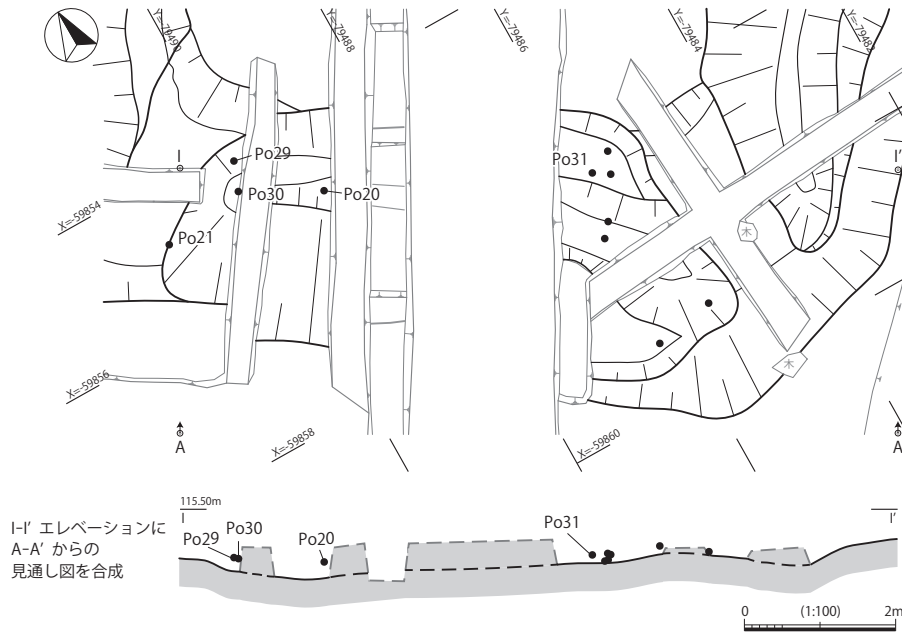 Y=-79490
Y=-79488
Y=-79486
Y=-79484
Y=-79482
I
I'
Po29
Po30
Po20
Po21
Po31
X=-59854
X=-59856
X=-59858
X=-59860
木
木
A
A'
115.50m
I
I'
I-I' エレベーションに
A-A' からの
見通し図を合成
Po29
Po30
Po20
Po31
0 (1:100) 2m